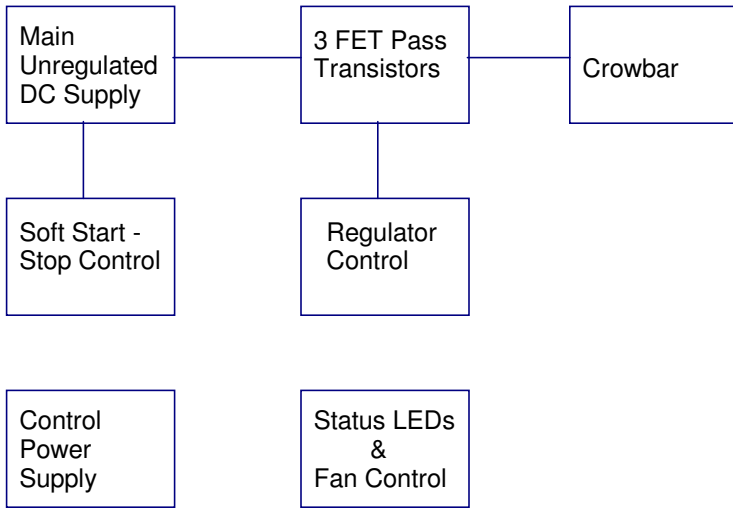 Main
Unregulated
DC Supply
3 FET Pass
Transistors
Crowbar
Soft Start -
Stop Control
Regulator
Control
Control
Power
Supply
Status LEDs
&
Fan Control